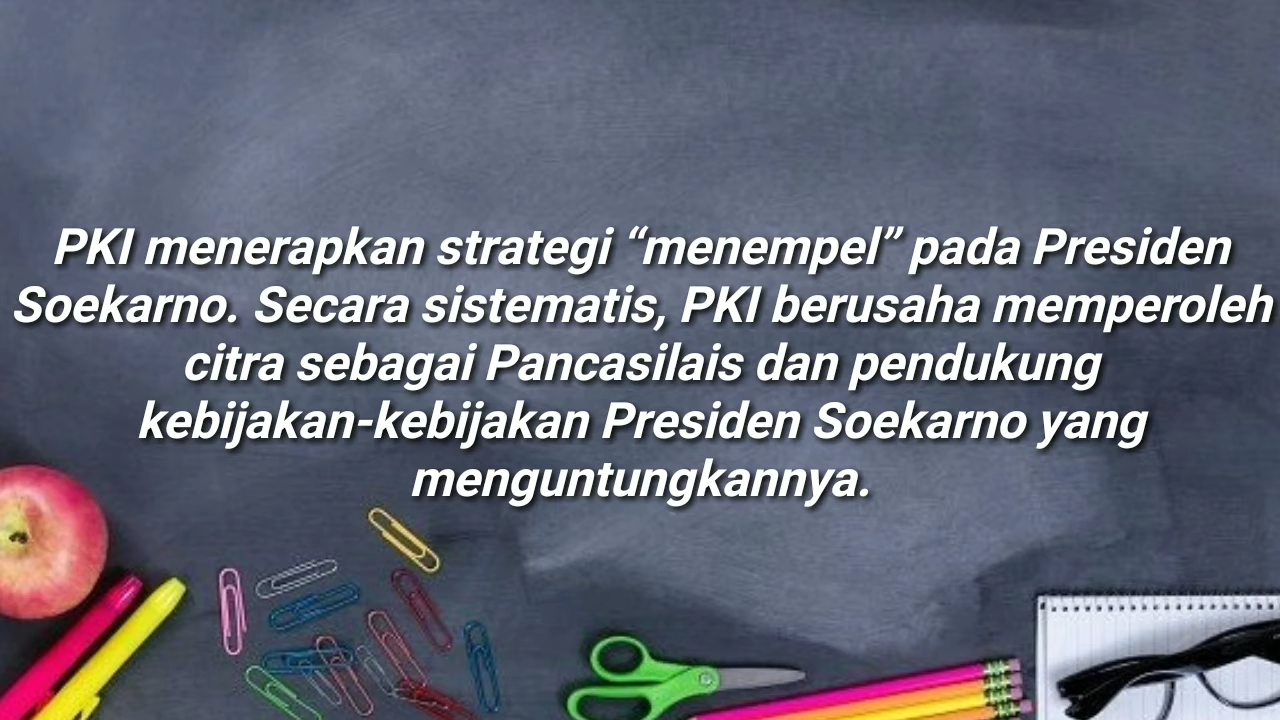 PKI menerapkan strategi “menempel” pada Presiden
Soekarno. Secara sistematis, PKI berusaha memperoleh
citra sebagai Pancasilais dan pendukung
kebijakan-kebijakan Presiden Soekarno yang
menguntungkannya.